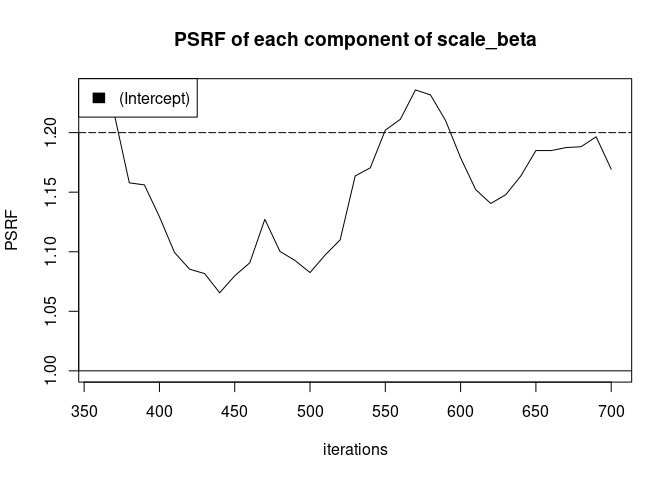 PSRF of each component of scale_beta
(Intercept)
PSRF
1.20
1.15
1.10
1.05
1.00
350 400 450 500 550 600 650 700
iterations